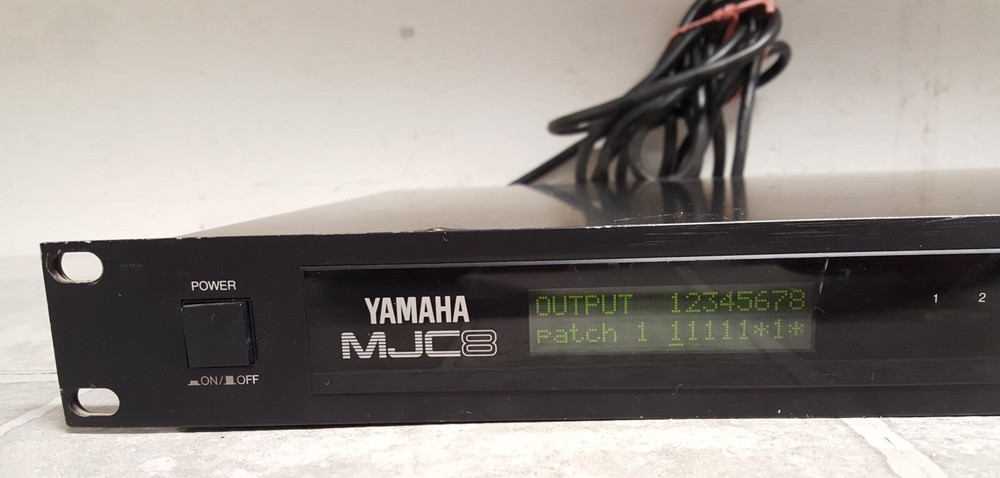 POWER
ON/OFF
YAMAHA
MJC8
OUTPUT 12345678
patch 1 11111*1*
1 2